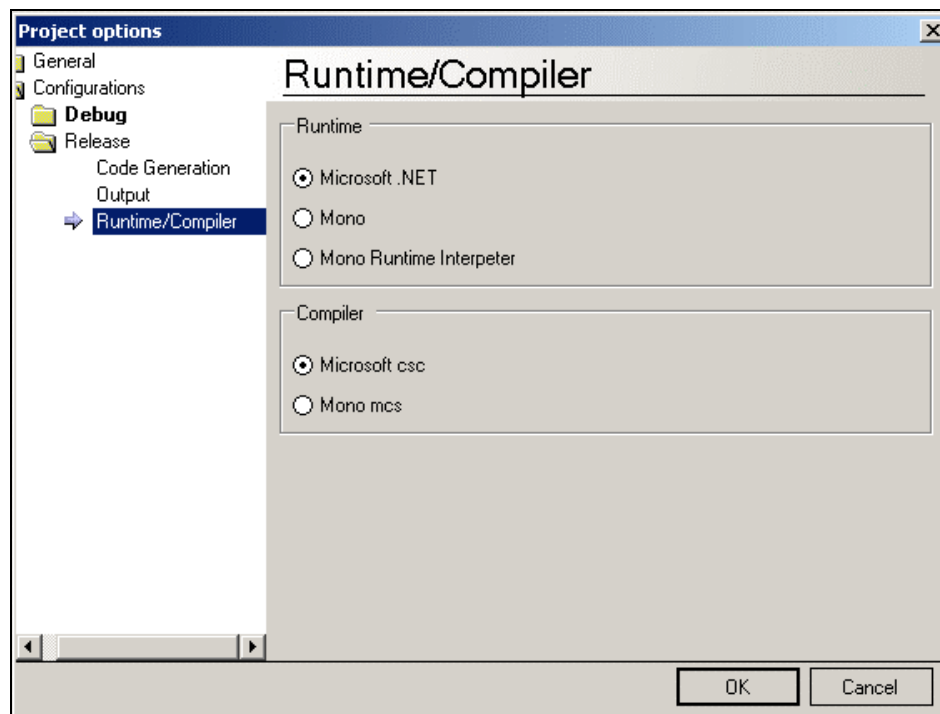 Project options
General
Configurations
Debug
Release
Code Generation
Output
Runtime/Compiler
Runtime/Compiler
Runtime
Microsoft .NET
Mono
Mono Runtime Interpeter
Compiler
Microsoft csc
Mono mcs
OK
Cancel